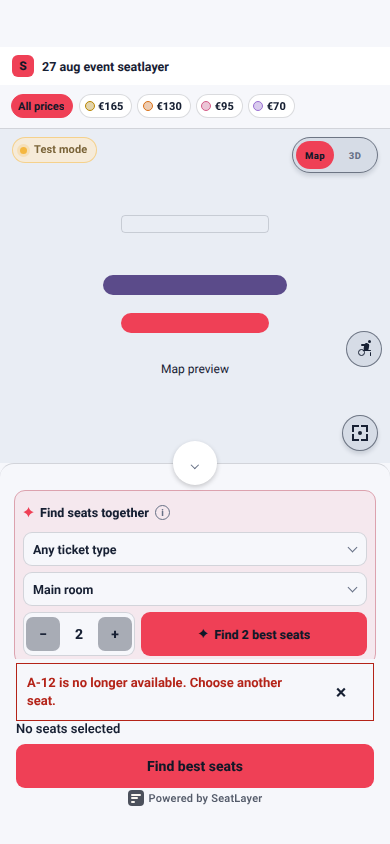 S 27 aug event seatlayer
All prices €165 €130 €95 €70
Test mode
Map 3D
Map preview
Find seats together i
Any ticket type
Main room
− 2 + Find 2 best seats
A-12 is no longer available. Choose another
seat.
No seats selected
Find best seats
Powered by SeatLayer